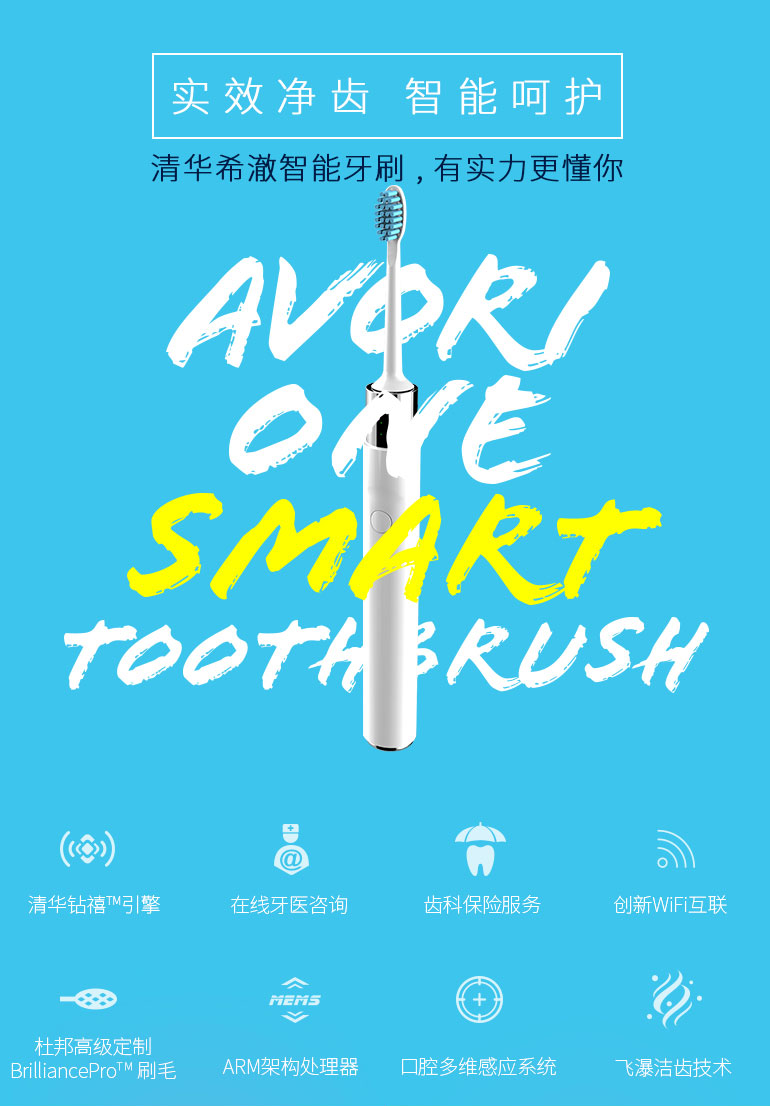 实效净齿 智能呵护
清华希澈智能牙刷，有实力更懂你
AVORI
ONE
SMART
TOOTHBRUSH
清华钻禧™引擎
在线牙医咨询
齿科保险服务
创新WiFi互联
MEMS
杜邦高级定制
BrilliancePro™ 刷毛
ARM架构处理器
口腔多维感应系统
飞瀑洁齿技术